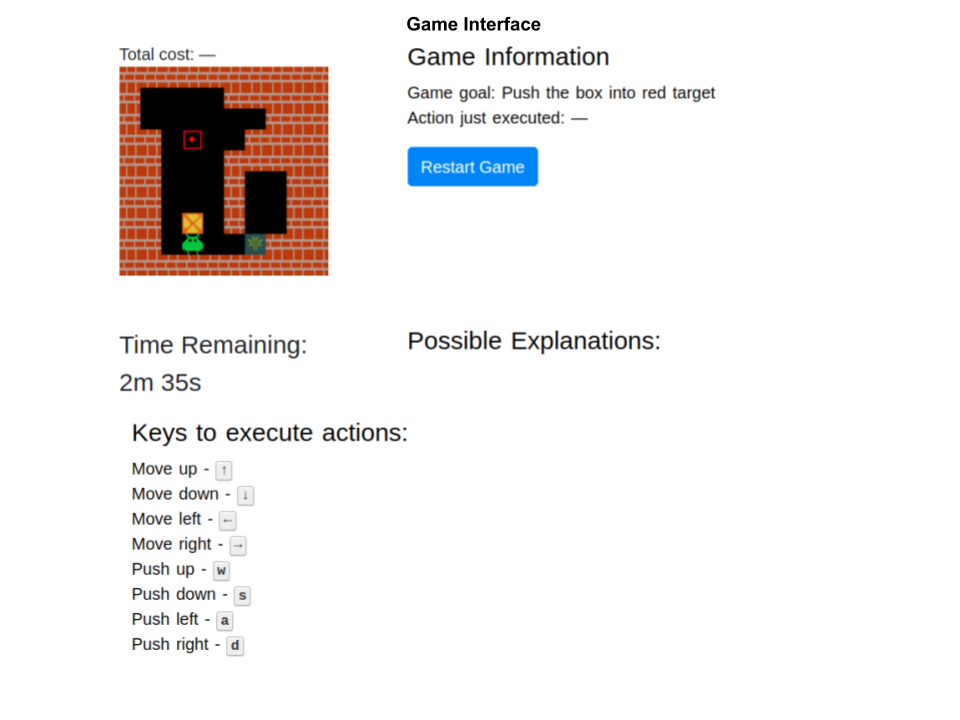 Game Interface
Total cost: —
Game Information
Game goal: Push the box into red target
Action just executed: —
Restart Game
Time Remaining:
2m 35s
Possible Explanations:
Keys to execute actions:
Move up - ↑
Move down - ↓
Move left - ←
Move right - →
Push up - w
Push down - s
Push left - a
Push right - d